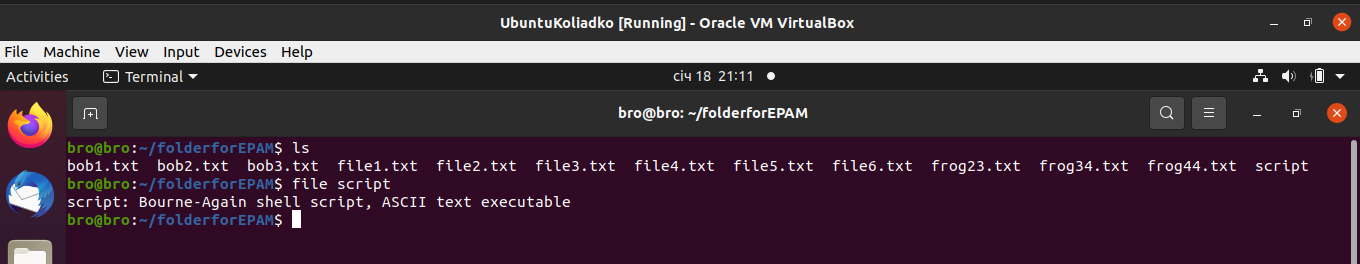 UbuntuKoliadko [Running] - Oracle VM VirtualBox
File Machine View Input Devices Help
Activities Terminal січ 18 21:11
bro@bro: ~/folderforEPAM
bro@bro:~/folderforEPAM$ ls
bob1.txt bob2.txt bob3.txt file1.txt file2.txt file3.txt file4.txt file5.txt file6.txt frog23.txt frog34.txt frog44.txt script
bro@bro:~/folderforEPAM$ file script
script: Bourne-Again shell script, ASCII text executable
bro@bro:~/folderforEPAM$